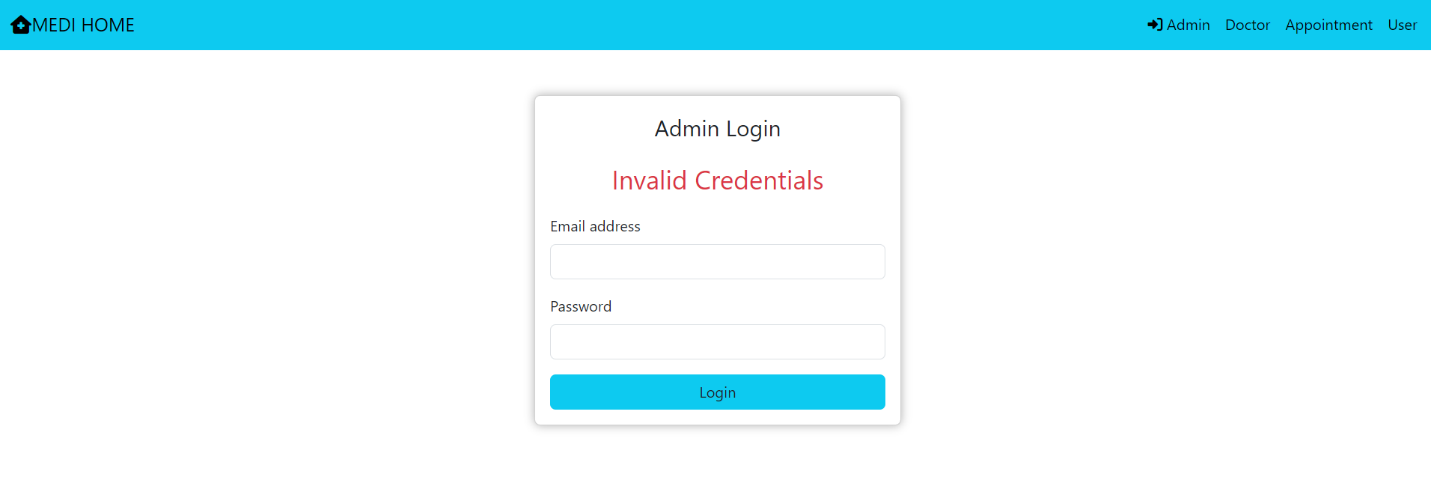 MEDI HOME
Admin Doctor Appointment User
Admin Login
Invalid Credentials
Email address
Password
Login